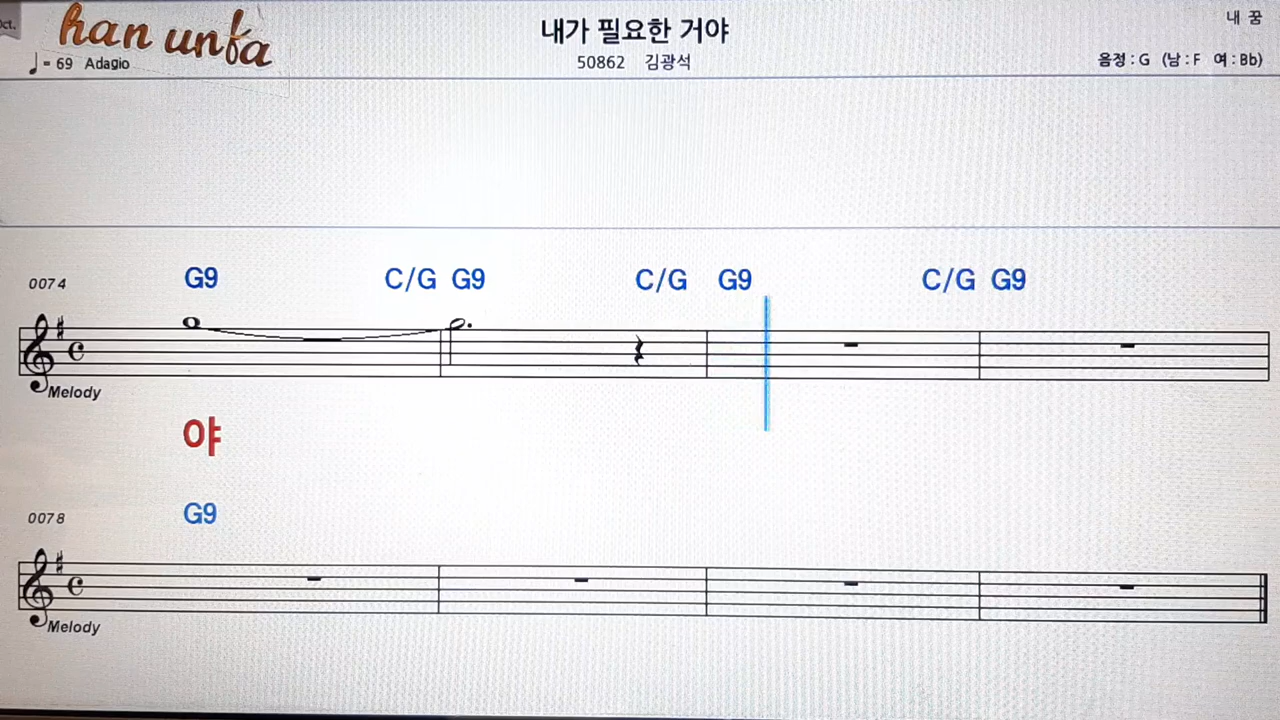 Oct.
han unfa
내가 필요한 거야
내 꿈
♩= 69 Adagio
50862 김광석
음정 : G (남 : F 여 : Bb)
0074 G9 C/G G9 C/G G9 C/G G9
Melody
야
0078 G9
Melody